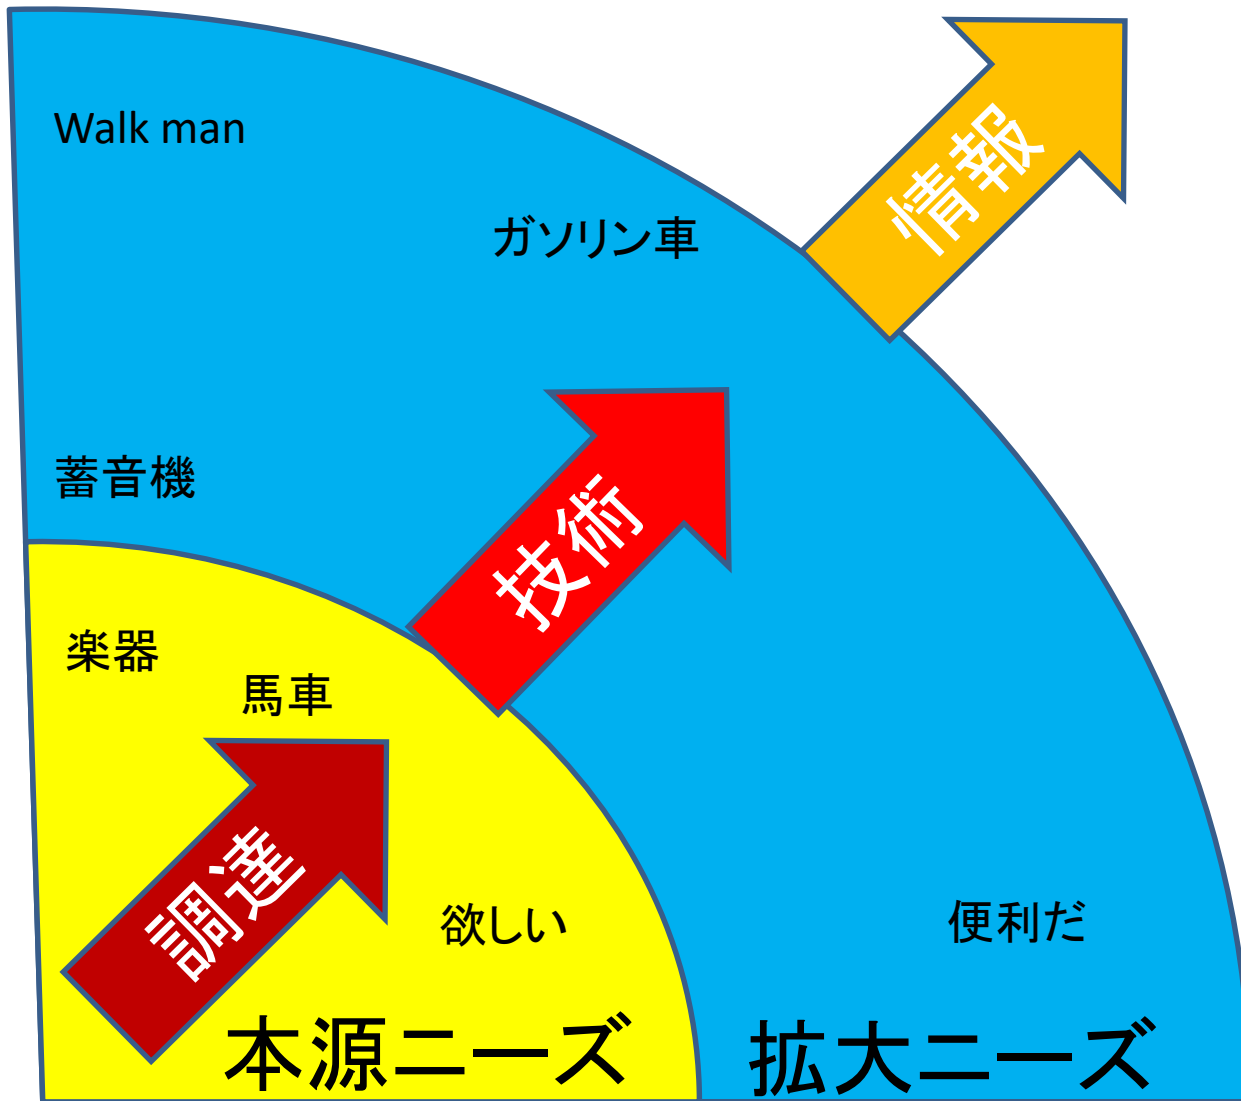 Walk man
情報
ガソリン車
蓄音機
技術
楽器
馬車
調達
欲しい
便利だ
本源ニーズ
拡大ニーズ